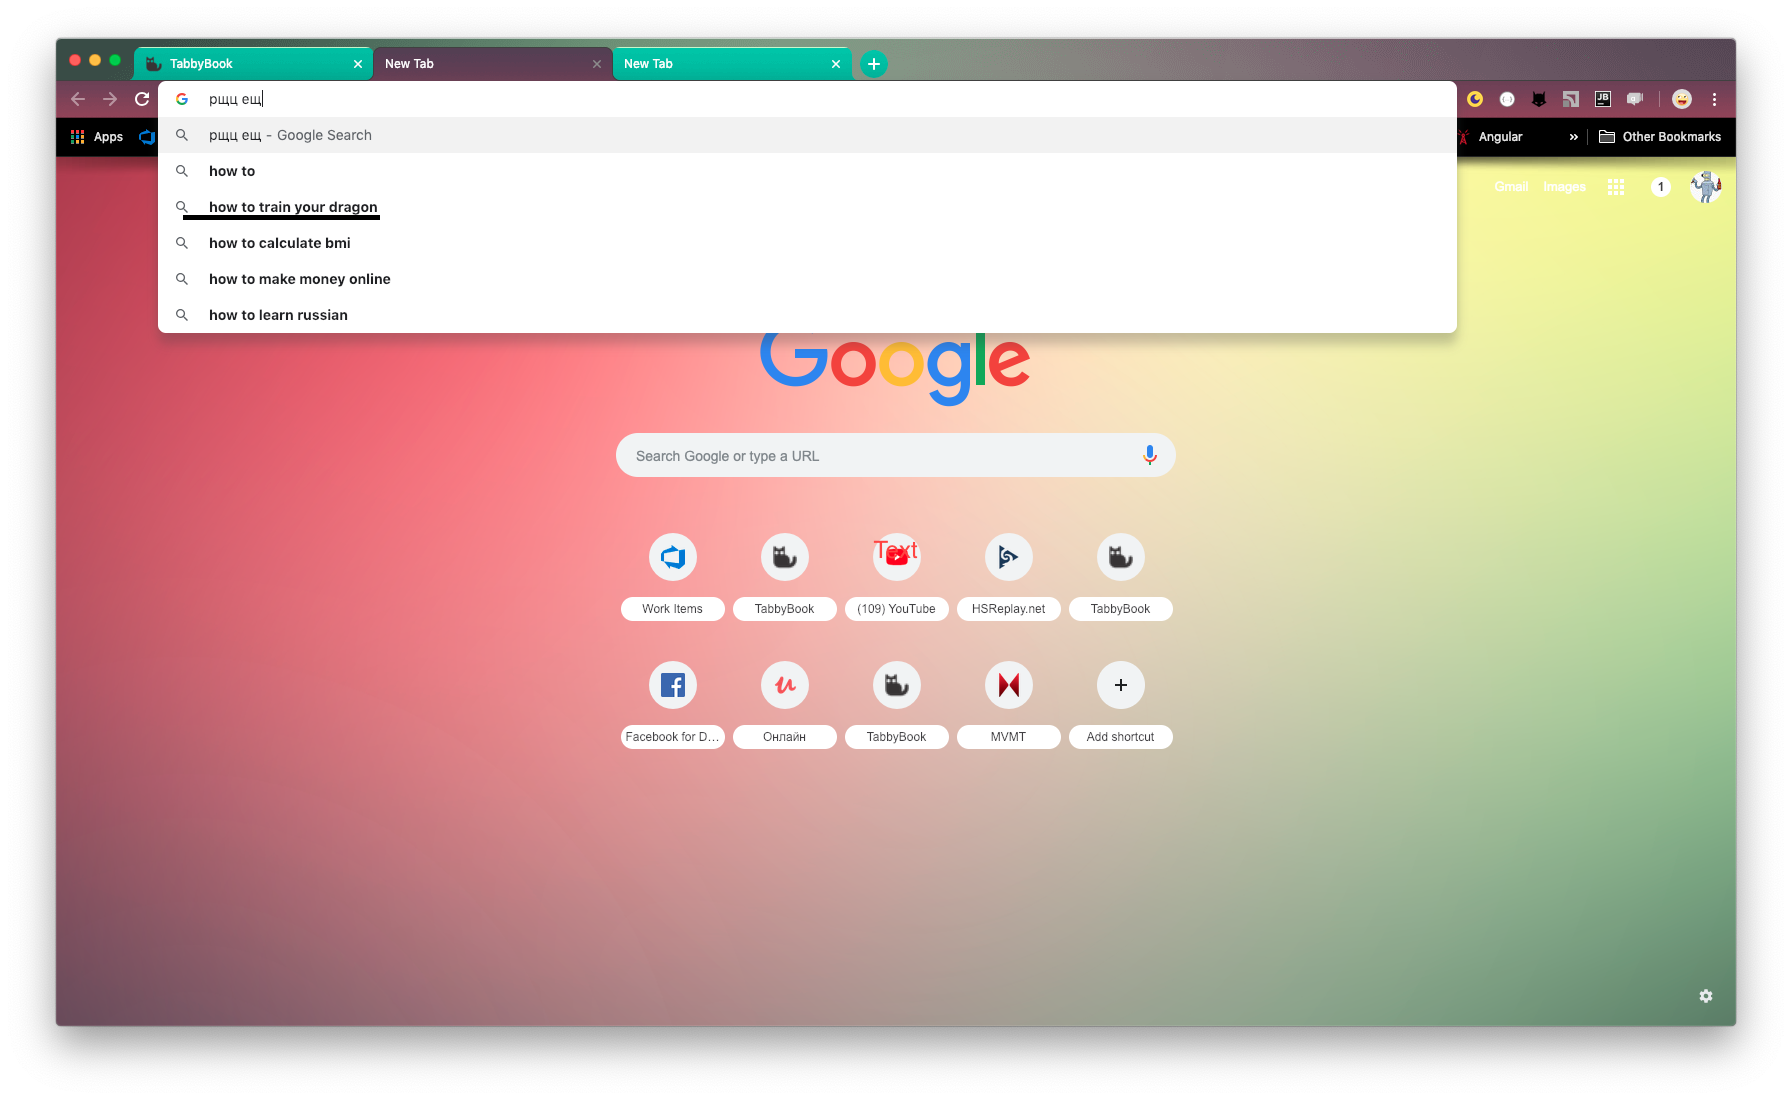 TabbyBook
New Tab
New Tab
рщц ещ
JB
рщц ещ - Google Search
how to
how to train your dragon
how to calculate bmi
how to make money online
how to learn russian
Apps
Angular
»
Other Bookmarks
Gmail
Images
1
Google
Search Google or type a URL
Text
Work Items
TabbyBook
(109) YouTube
HSReplay.net
TabbyBook
Facebook for D...
Онлайн
TabbyBook
MVMT
Add shortcut